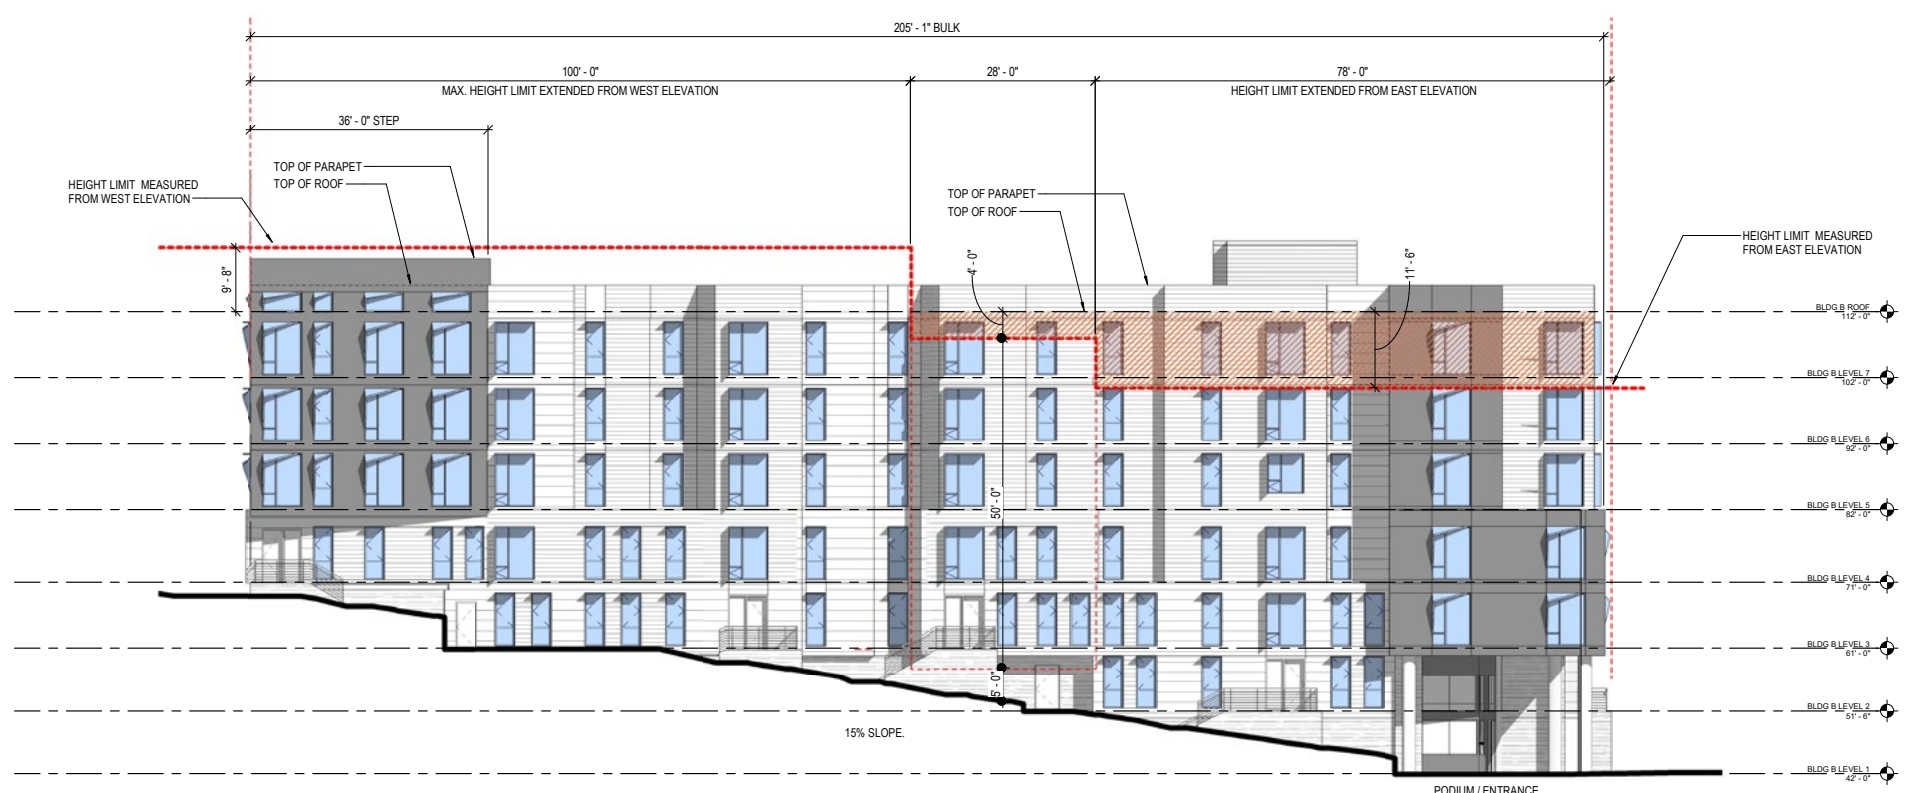 205' - 1" BULK
100' - 0"
28' - 0"
78' - 0"
MAX. HEIGHT LIMIT EXTENDED FROM WEST ELEVATION
HEIGHT LIMIT EXTENDED FROM EAST ELEVATION
36' - 0" STEP
TOP OF PARAPET
TOP OF ROOF
HEIGHT LIMIT MEASURED
FROM WEST ELEVATION
TOP OF PARAPET
TOP OF ROOF
HEIGHT LIMIT MEASURED
FROM EAST ELEVATION
9' - 8"
4' - 0"
11' - 6"
BLDG B ROOF
112' - 0"
BLDG B LEVEL 7
102' - 0"
BLDG B LEVEL 6
92' - 0"
50' - 0"
BLDG B LEVEL 5
82' - 0"
BLDG B LEVEL 4
71' - 0"
BLDG B LEVEL 3
61' - 0"
5' - 0"
BLDG B LEVEL 2
51' - 6"
15% SLOPE.
BLDG B LEVEL 1
42' - 0"
PODIUM / ENTRANCE